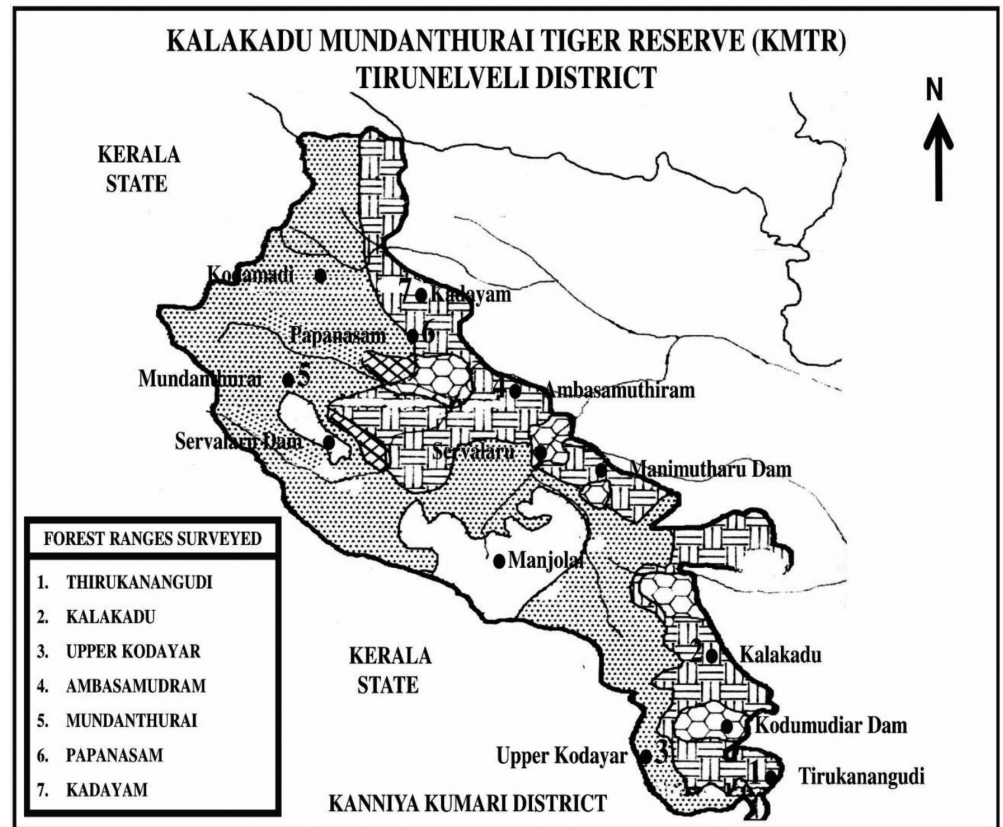 KALAKADU MUNDANTHURAI TIGER RESERVE (KMTR)
TIRUNELVELI DISTRICT
N
KERALA
STATE
Kodamadi
7 Kadayam
Papanasam 6
Mundanthurai 5
4 Ambasamuthiram
Servalaru Dam
Servalaru
Manimutharu Dam
Manjolai
FOREST RANGES SURVEYED
1. THIRUKANANGUDI
2. KALAKADU
3. UPPER KODAYAR
4. AMBASAMUDRAM
5. MUNDANTHURAI
6. PAPANASAM
7. KADAYAM
KERALA
STATE
2 Kalakadu
Kodumudiar Dam
Upper Kodayar 3
1 Tirukanangudi
KANNIYA KUMARI DISTRICT